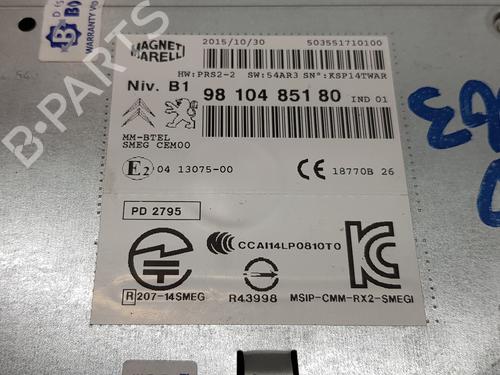 MAGNETI
MARELLI
2015/10/30 503551710100
HW:PRS2-2 SW:54AR3 SN°:KSP14TWAR
Niv. B1
98 104 851 80 IND 01
MM-BTEL
SMEG CEM00
E2 04 13075-00
CE 18770B 26
PD 2795
CCAI14LP0810T0
R 207-14SMEG
R43998
MSIP-CMM-RX2-SMEGI
B-PARTS
WARRANTY VO